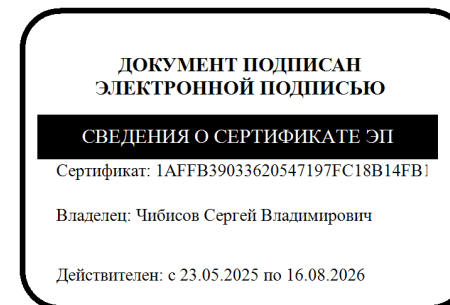 ДОКУМЕНТ ПОДПИСАН
ЭЛЕКТРОННОЙ ПОДПИСЬЮ
СВЕДЕНИЯ О СЕРТИФИКАТЕ ЭП
Сертификат: 1AFFB39033620547197FC18B14FB1
Владелец: Чибисов Сергей Владимирович
Действителен: с 23.05.2025 по 16.08.2026